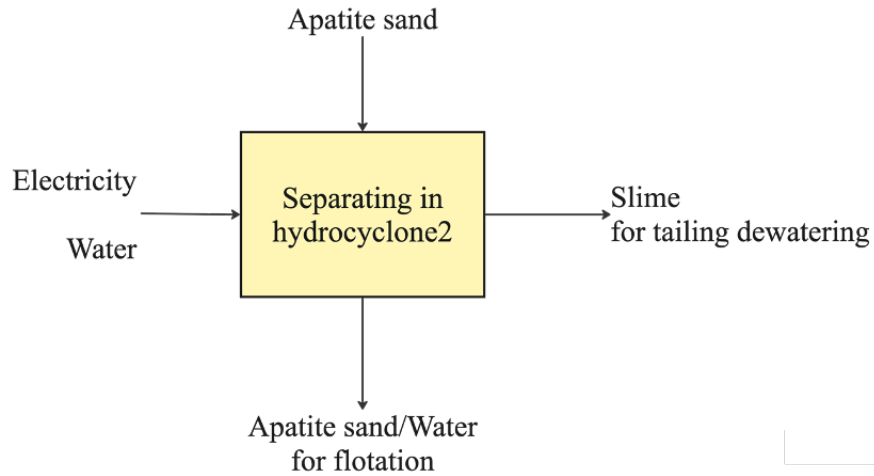 Apatite sand
Electricity
Water
Separating in
hydrocyclone2
Slime
for tailing dewatering
Apatite sand/Water
for flotation